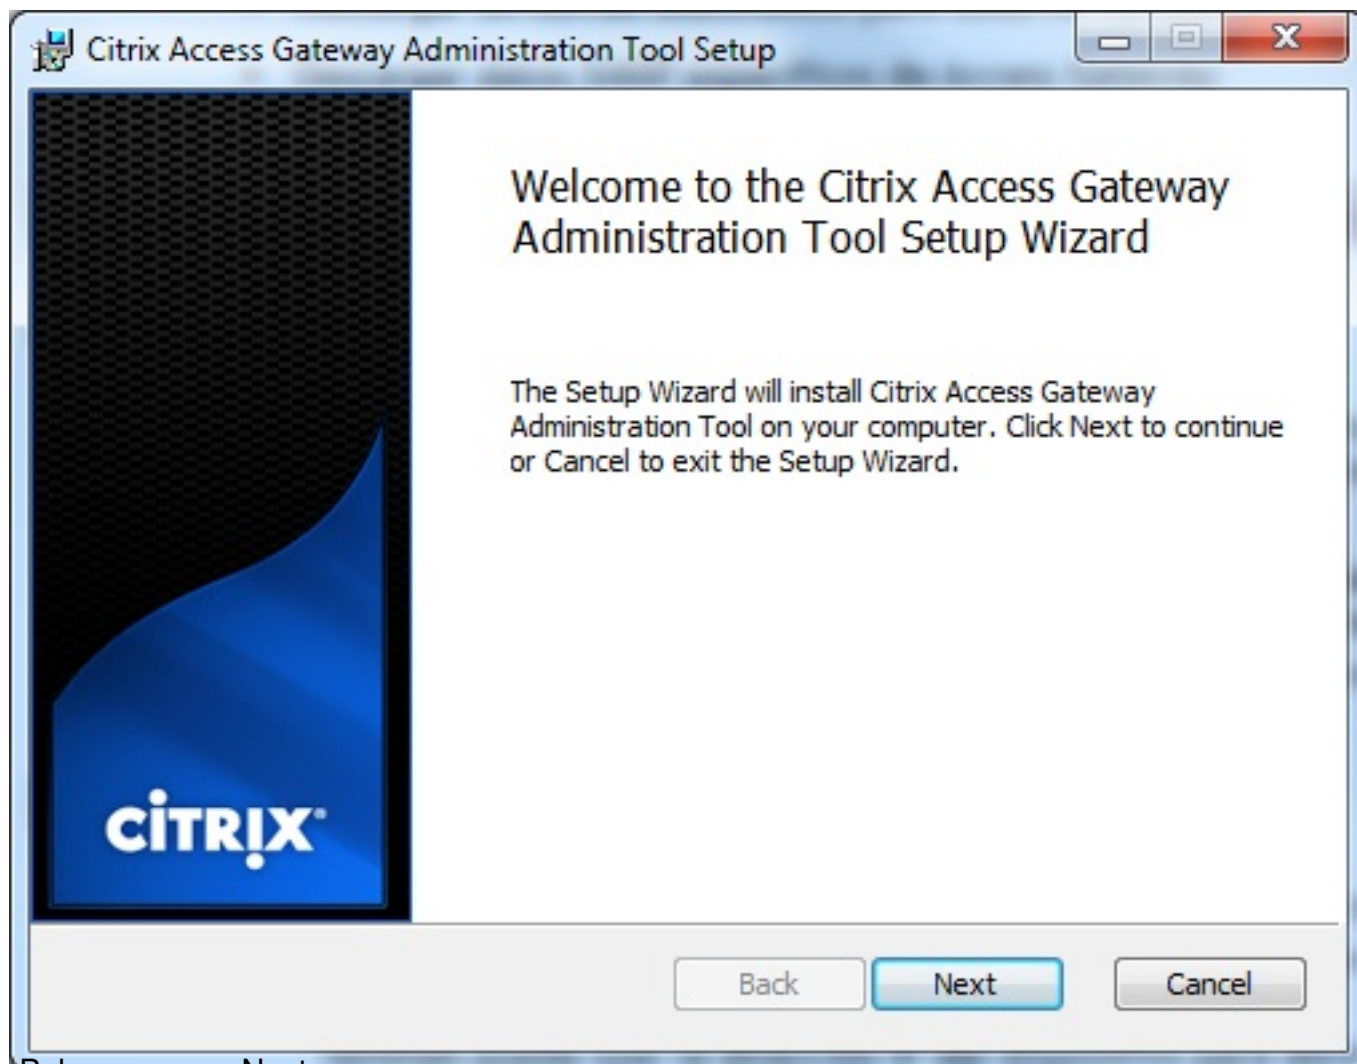 Citrix Access Gateway Administration Tool Setup
Welcome to the Citrix Access Gateway
Administration Tool Setup Wizard
The Setup Wizard will install Citrix Access Gateway
Administration Tool on your computer. Click Next to continue
or Cancel to exit the Setup Wizard.
CITRIX
Back Next Cancel
Next